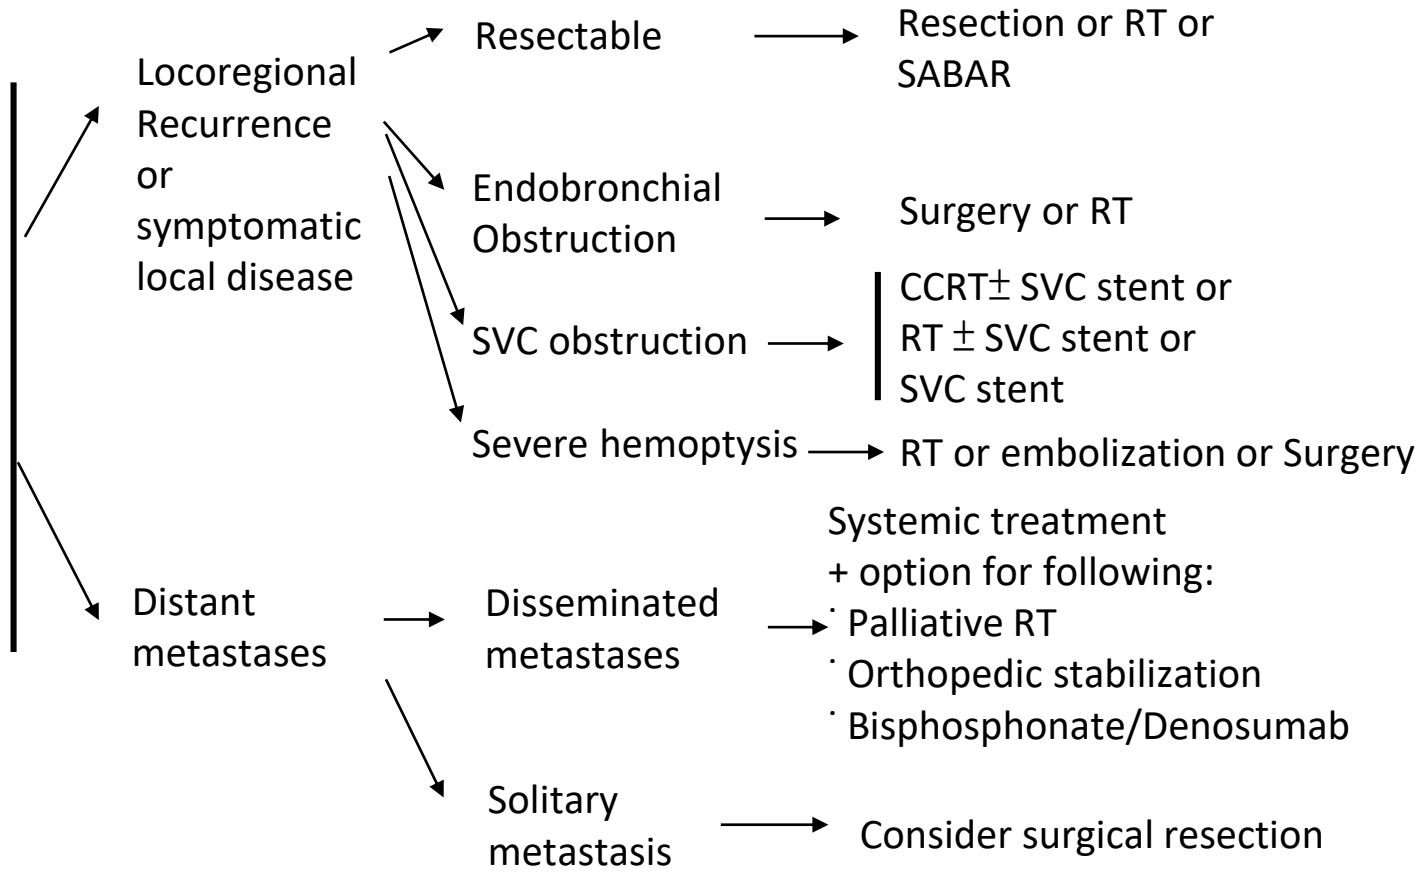 Locoregional
Recurrence
or
symptomatic
local disease
Resectable
Resection or RT or
SABAR
Endobronchial
Obstruction
Surgery or RT
SVC obstruction
CCRT± SVC stent or
RT ± SVC stent or
SVC stent
Severe hemoptysis
RT or embolization or Surgery
Distant
metastases
Disseminated
metastases
Systemic treatment
+ option for following:
˙Palliative RT
˙Orthopedic stabilization
˙Bisphosphonate/Denosumab
Solitary
metastasis
Consider surgical resection